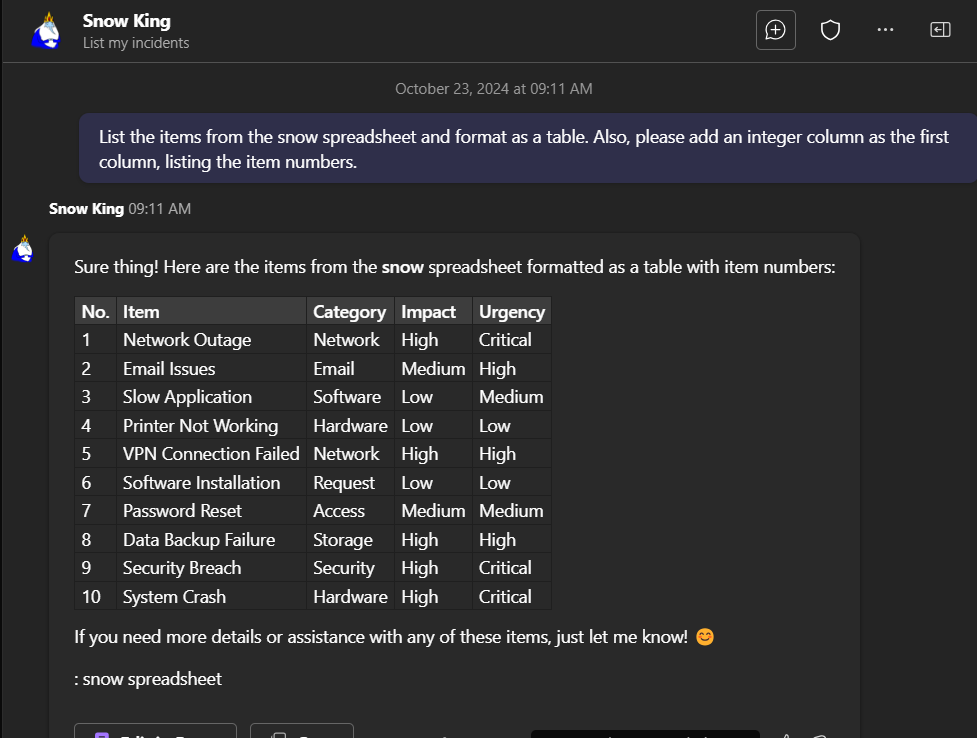 Snow King
List my incidents
October 23, 2024 at 09:11 AM
List the items from the snow spreadsheet and format as a table. Also, please add an integer column as the first
column, listing the item numbers.
Snow King 09:11 AM
Sure thing! Here are the items from the snow spreadsheet formatted as a table with item numbers:
No. Item Category Impact Urgency
1 Network Outage Network High Critical
2 Email Issues Email Medium High
3 Slow Application Software Low Medium
4 Printer Not Working Hardware Low Low
5 VPN Connection Failed Network High High
6 Software Installation Request Low Low
7 Password Reset Access Medium Medium
8 Data Backup Failure Storage High High
9 Security Breach Security High Critical
10 System Crash Hardware High Critical
If you need more details or assistance with any of these items, just let me know! 😊
: snow spreadsheet